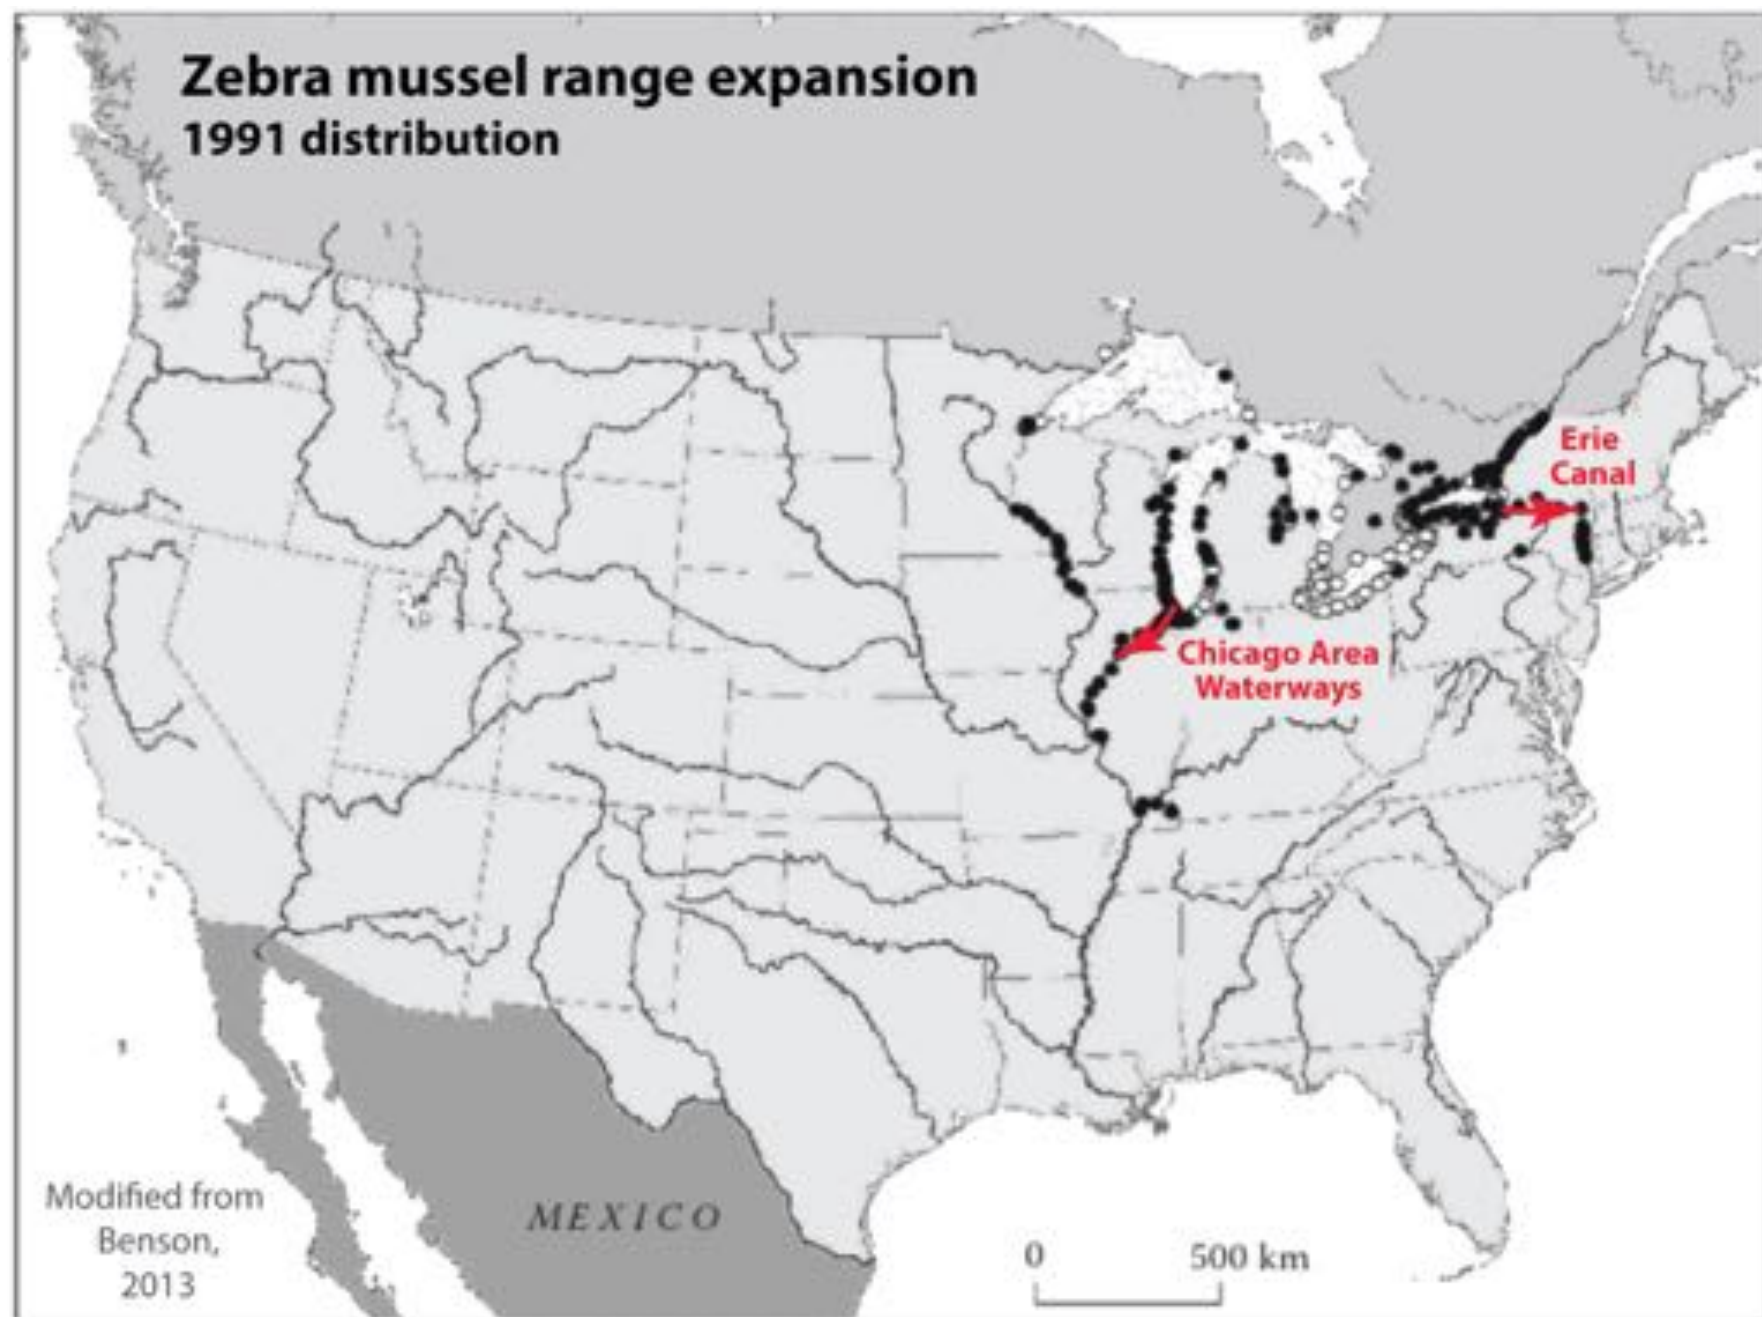 Zebra mussel range expansion
1991 distribution
Erie
Canal
Chicago Area
Waterways
Modified from
Benson,
2013
MEXICO
0 500 km